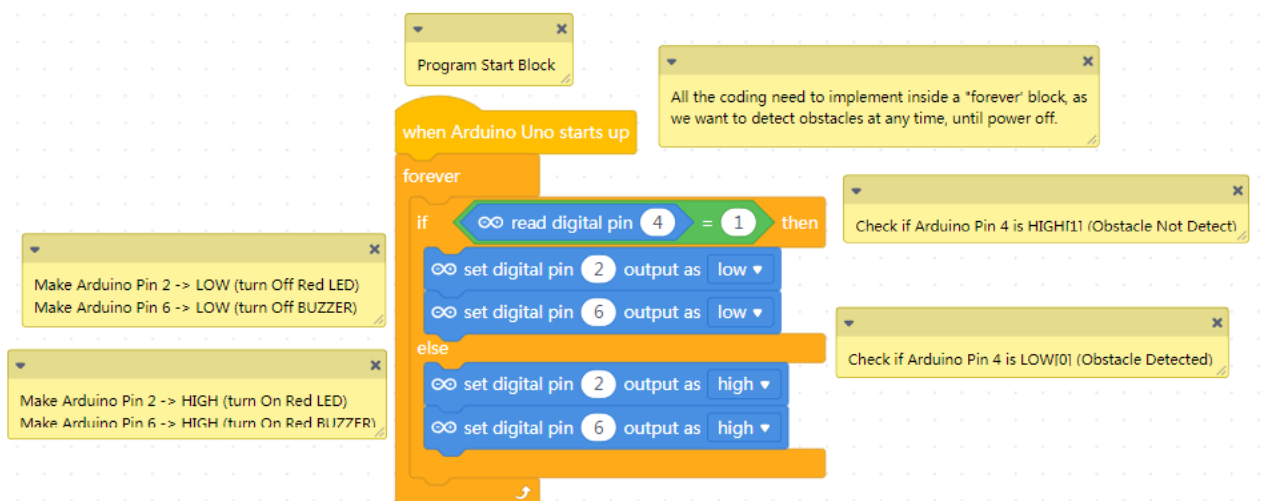 Program Start Block
All the coding need to implement inside a "forever' block, as
we want to detect obstacles at any time, until power off.
when Arduino Uno starts up
forever
if read digital pin 4 = 1 then
Check if Arduino Pin 4 is HIGH[1] (Obstacle Not Detect)
Make Arduino Pin 2 -> LOW (turn Off Red LED)
Make Arduino Pin 6 -> LOW (turn Off BUZZER)
set digital pin 2 output as low
set digital pin 6 output as low
else
Check if Arduino Pin 4 is LOW[0] (Obstacle Detected)
Make Arduino Pin 2 -> HIGH (turn On Red LED)
Make Arduino Pin 6 -> HIGH (turn On Red BUZZER)
set digital pin 2 output as high
set digital pin 6 output as high